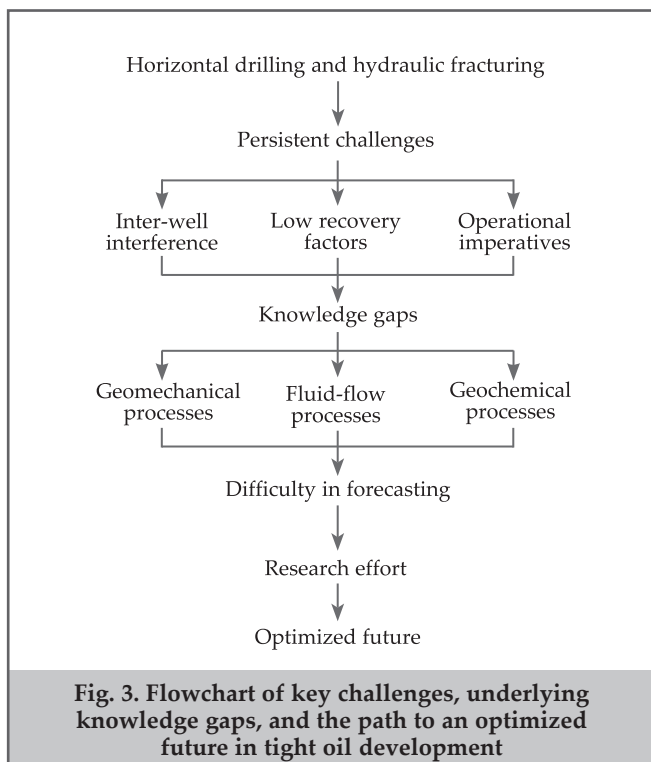 Horizontal drilling and hydraulic fracturing
Persistent challenges
Inter-well
interference
Low recovery
factors
Operational
imperatives
Knowledge gaps
Geomechanical
processes
Fluid-flow
processes
Geochemical
processes
Difficulty in forecasting
Research effort
Optimized future
Fig. 3. Flowchart of key challenges, underlying
knowledge gaps, and the path to an optimized
future in tight oil development